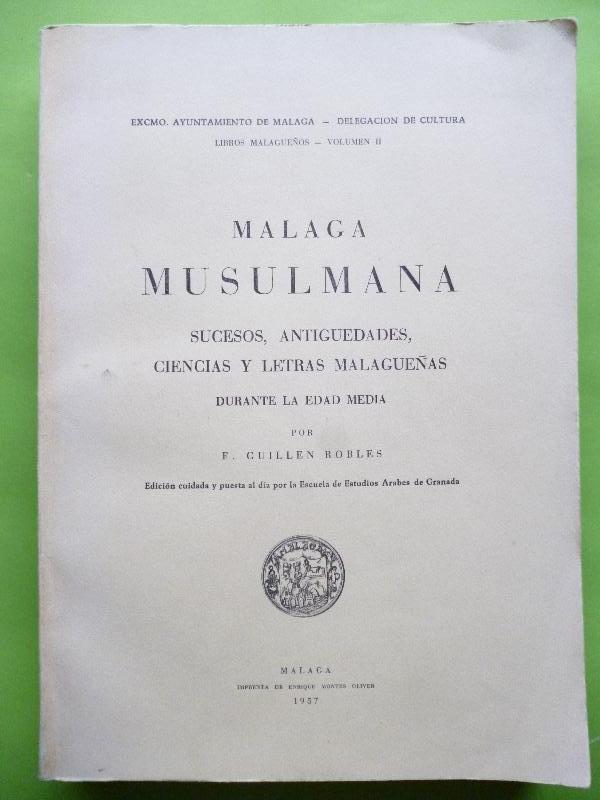 EXCMO. AYUNTAMIENTO DE MALAGA — DELEGACION DE CULTURA
LIBROS MALAGUEÑOS — VOLUMEN II
MALAGA
MUSULMANA
SUCESOS, ANTIGUEDADES,
CIENCIAS Y LETRAS MALAGUEÑAS
DURANTE LA EDAD MEDIA
POR
F. GUILLEN ROBLES
Edición cuidada y puesta al día por la Escuela de Estudios Arabes de Granada
MALAGA
IMPRENTA DE ENRIQUE MONTES OLIVER
1957